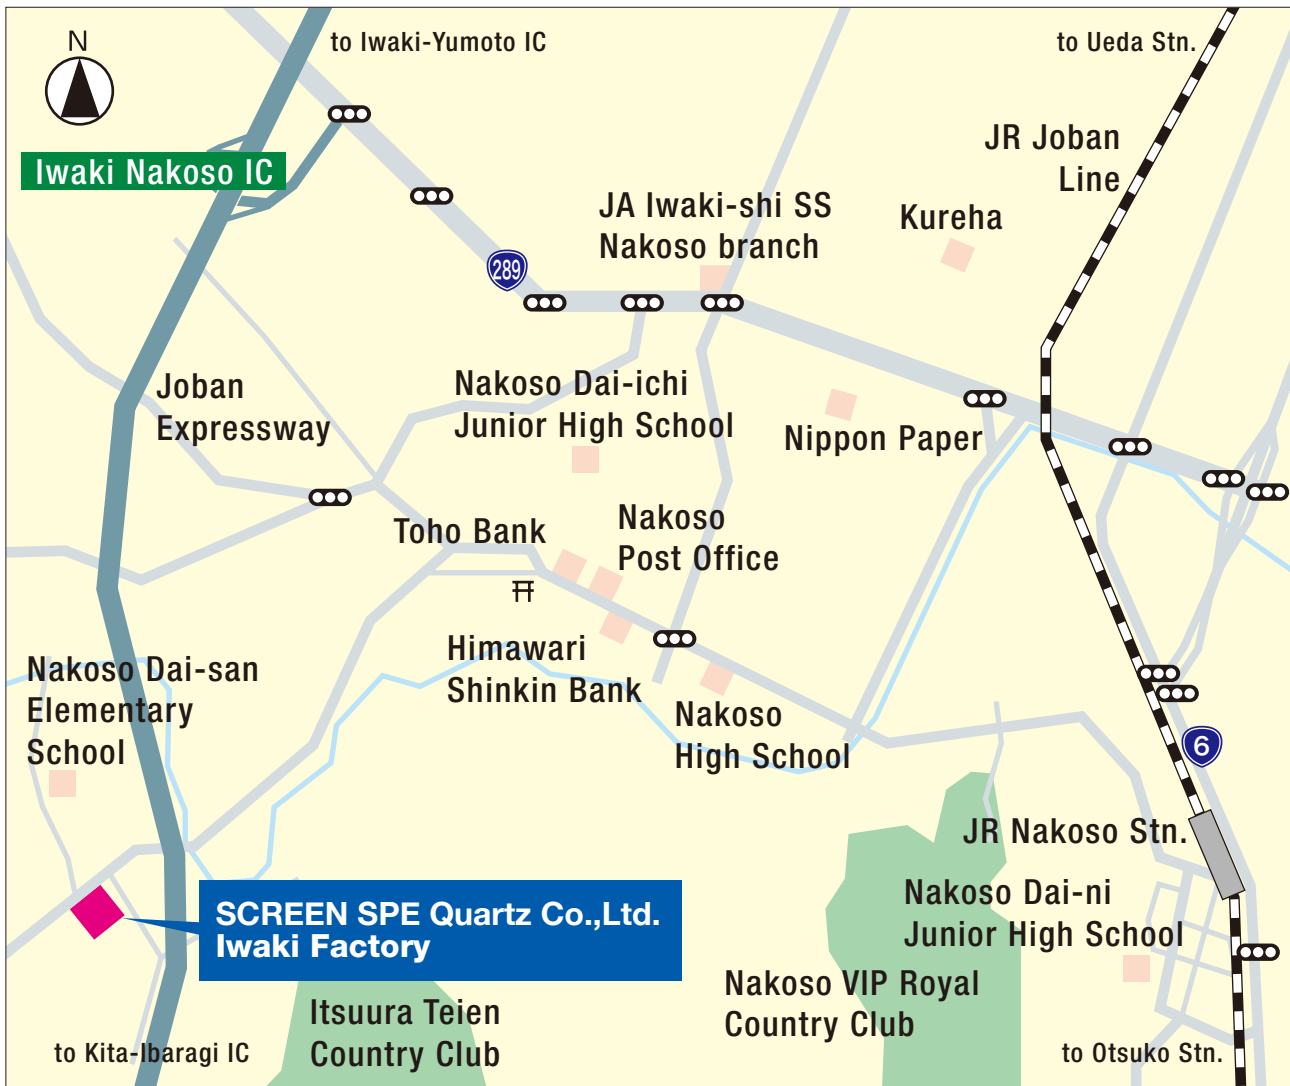 N
to Iwaki-Yumoto IC
to Ueda Stn.
JR Joban
Line
Iwaki Nakoso IC
JA Iwaki-shi SS
Nakoso branch
Kureha
289
Joban
Expressway
Nakoso Dai-ichi
Junior High School
Nippon Paper
Toho Bank
Nakoso
Post Office
Himawari
Shinkin Bank
Nakoso Dai-san
Elementary
School
Nakoso
High School
6
JR Nakoso Stn.
SCREEN SPE Quartz Co.,Ltd.
Iwaki Factory
Nakoso Dai-ni
Junior High School
Nakoso VIP Royal
Country Club
Itsuura Teien
Country Club
to Kita-Ibaragi IC
to Otsuko Stn.